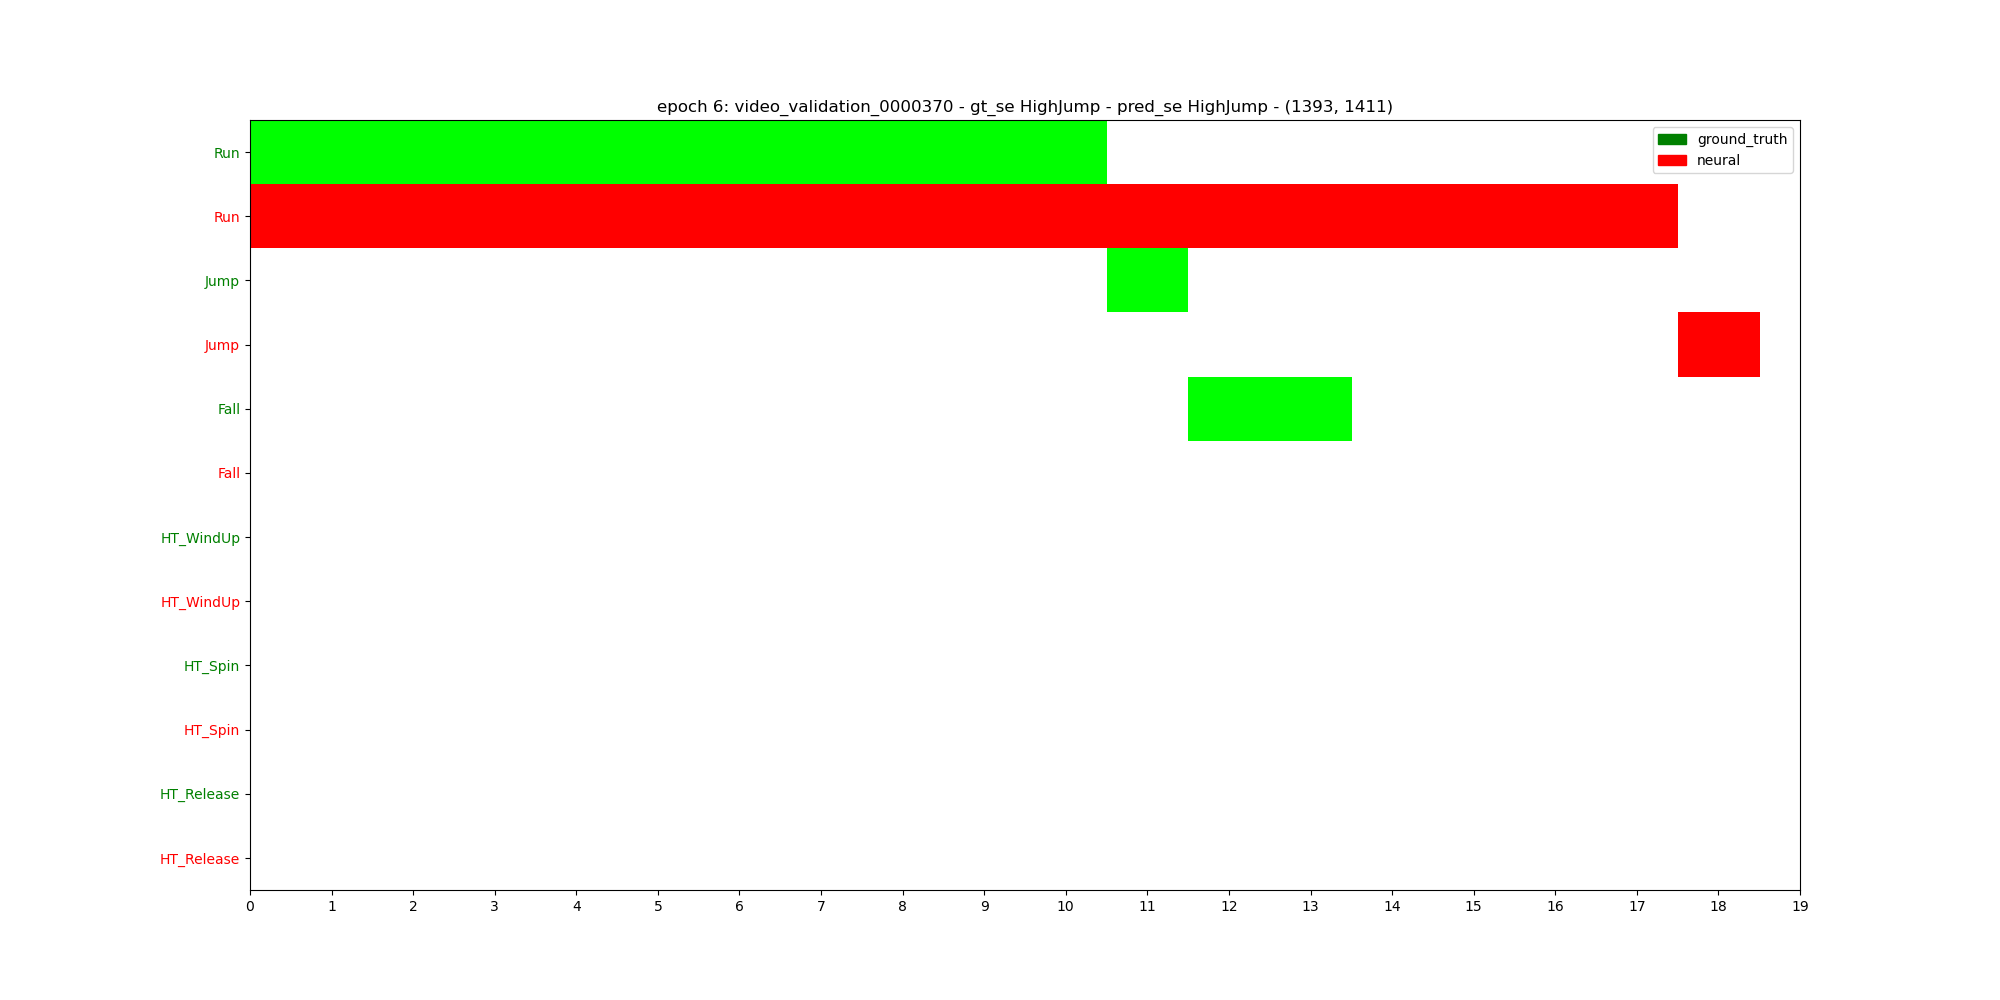 epoch 6: video_validation_0000370 - gt_se HighJump - pred_se HighJump - (1393, 1411)
ground_truth
neural
Run
Run
Jump
Jump
Fall
Fall
HT_WindUp
HT_WindUp
HT_Spin
HT_Spin
HT_Release
HT_Release
0 1 2 3 4 5 6 7 8 9 10 11 12 13 14 15 16 17 18 19